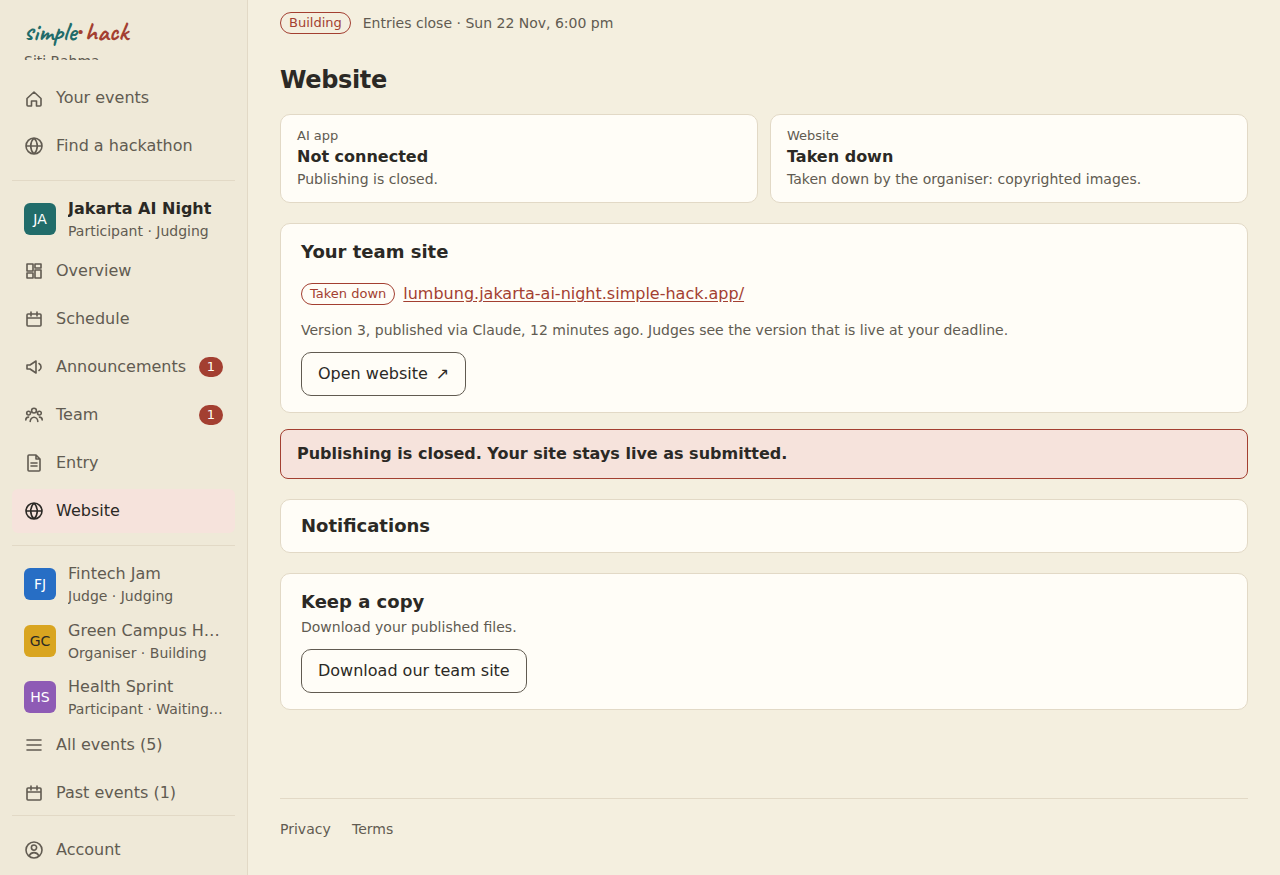 simple·hack
Siti Rahma
Your events
Find a hackathon
JA
Jakarta AI Night
Participant · Judging
Overview
Schedule
Announcements 1
Team 1
Entry
Website
FJ
Fintech Jam
Judge · Judging
GC
Green Campus H…
Organiser · Building
HS
Health Sprint
Participant · Waiting…
All events (5)
Past events (1)
Account
Building Entries close · Sun 22 Nov, 6:00 pm
Website
AI app
Not connected
Publishing is closed.
Website
Taken down
Taken down by the organiser: copyrighted images.
Your team site
Taken down lumbung.jakarta-ai-night.simple-hack.app/
Version 3, published via Claude, 12 minutes ago. Judges see the version that is live at your deadline.
Open website ↗
Publishing is closed. Your site stays live as submitted.
Notifications
Keep a copy
Download your published files.
Download our team site
Privacy Terms